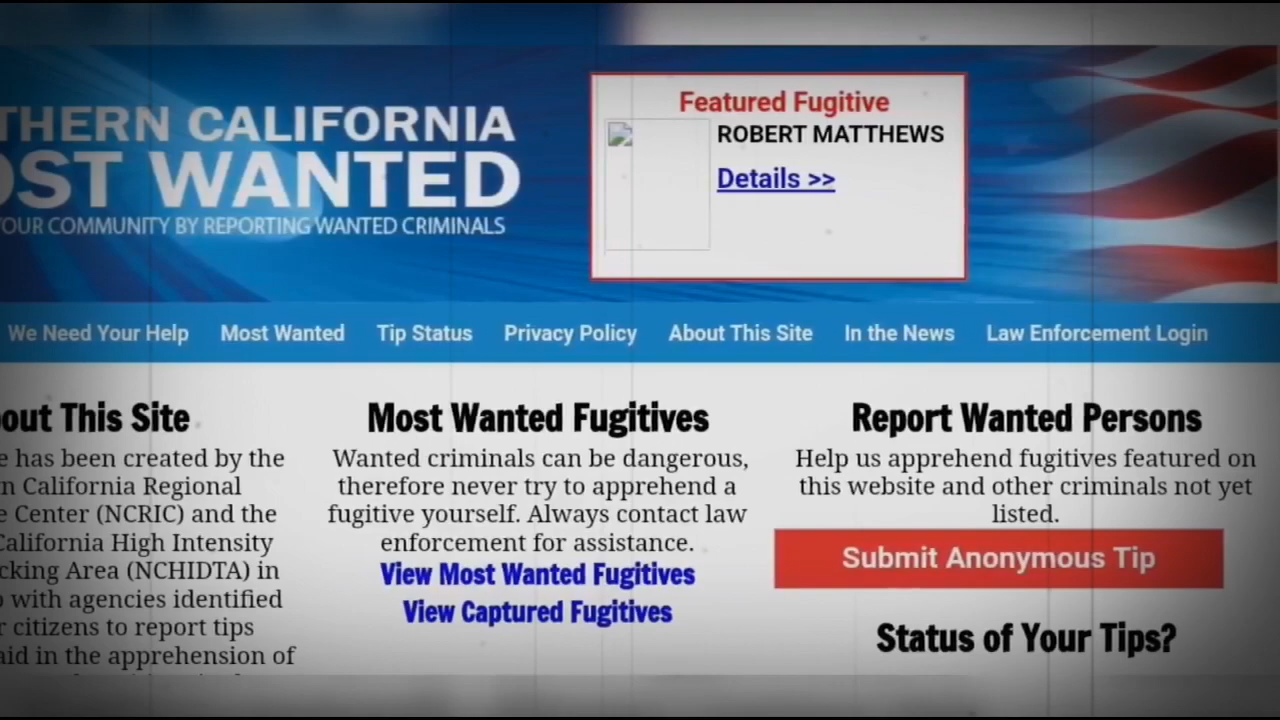 THERN CALIFORNIA
OST WANTED
YOUR COMMUNITY BY REPORTING WANTED CRIMINALS
Featured Fugitive
ROBERT MATTHEWS
Details >>
We Need Your Help Most Wanted Tip Status Privacy Policy About This Site In the News Law Enforcement Login
out This Site
e has been created by the
n California Regional
e Center (NCRIC) and the
California High Intensity
cking Area (NCHIDTA) in
with agencies identified
r citizens to report tips
aid in the apprehension of
Most Wanted Fugitives
Wanted criminals can be dangerous,
therefore never try to apprehend a
fugitive yourself. Always contact law
enforcement for assistance.
View Most Wanted Fugitives
View Captured Fugitives
Report Wanted Persons
Help us apprehend fugitives featured on
this website and other criminals not yet
listed.
Submit Anonymous Tip
Status of Your Tips?